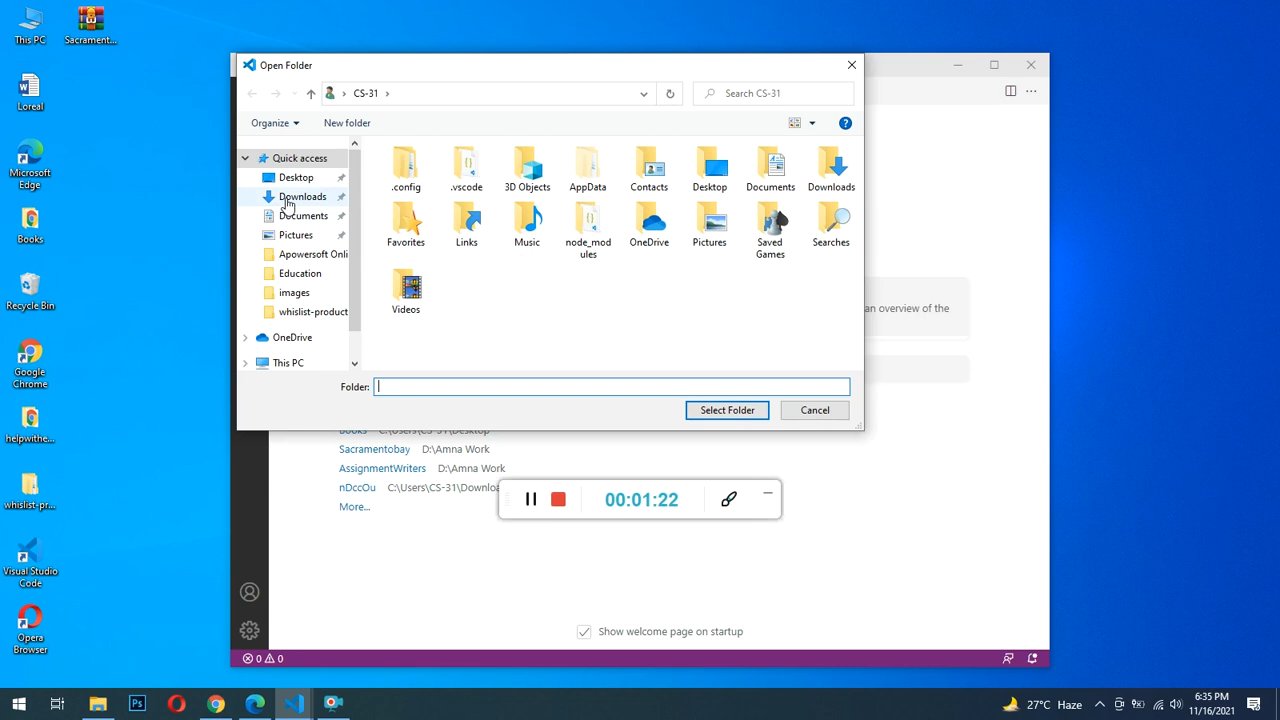 This PC
Sacrament...
Loreal
Microsoft
Edge
Books
Recycle Bin
Google
Chrome
helpwithe...
whislist-pr...
Visual Studio
Code
Opera
Browser
Open Folder
CS-31
Search CS-31
Organize
New folder
Quick access
Desktop
Downloads
Documents
Pictures
Apowersoft Onli
Education
images
whislist-product
OneDrive
This PC
.config
.vscode
3D Objects
AppData
Contacts
Desktop
Documents
Downloads
Favorites
Links
Music
node_mod
ules
OneDrive
Pictures
Saved
Games
Searches
Videos
Folder:
Select Folder
Cancel
an overview of the
Books C:\Users\CS-31\Desktop
Sacramentobay D:\Amna Work
AssignmentWriters D:\Amna Work
nDccOu C:\Users\CS-31\Downloa
More...
00:01:22
Show welcome page on startup
0 0
Ps
27°C Haze
6:35 PM
11/16/2021